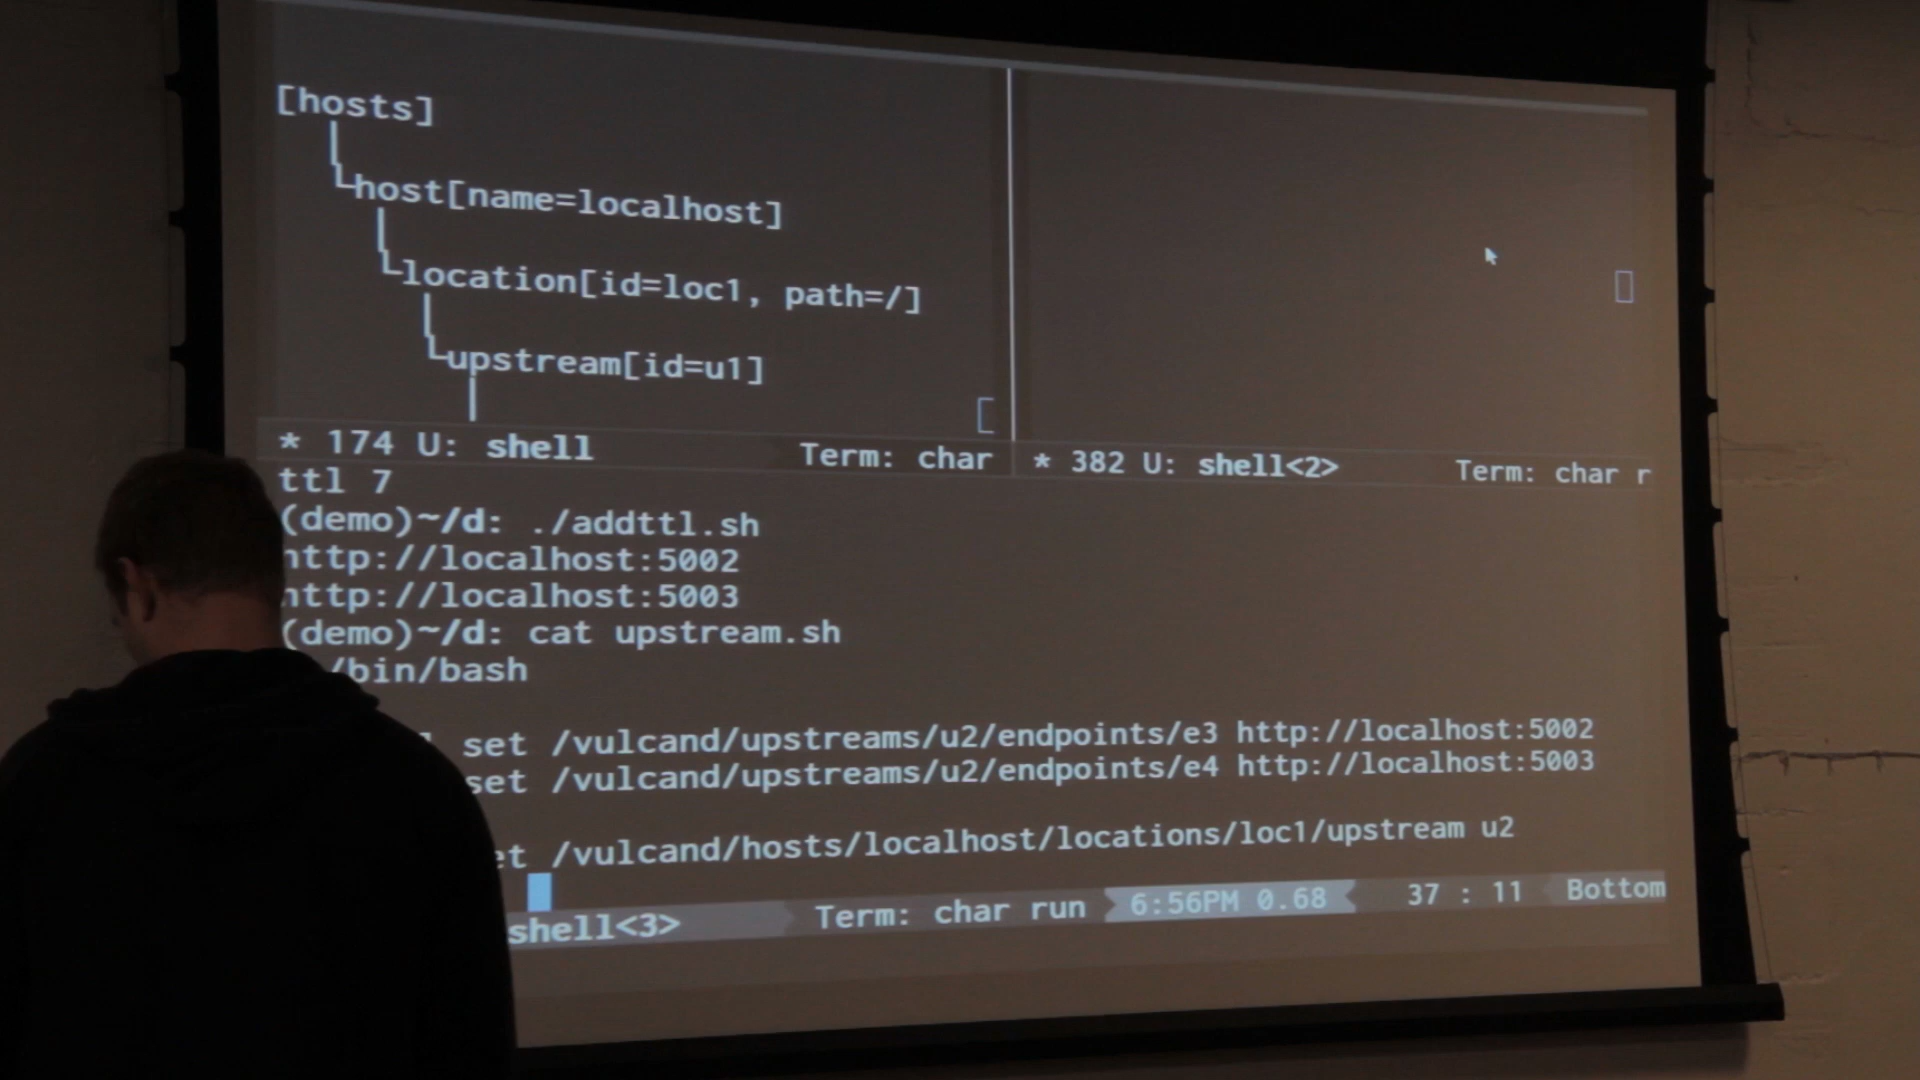 [hosts]
host[name=localhost]
location[id=loc1, path=/]
upstream[id=u1]
* 174 U: shell Term: char
* 382 U: shell<2> Term: char r
ttl 7
(demo)~/d: ./addttl.sh
http://localhost:5002
http://localhost:5003
(demo)~/d: cat upstream.sh
/bin/bash
set /vulcand/upstreams/u2/endpoints/e3 http://localhost:5002
set /vulcand/upstreams/u2/endpoints/e4 http://localhost:5003
et /vulcand/hosts/localhost/locations/loc1/upstream u2
shell<3> Term: char run 6:56PM 0.68 37 : 11 Bottom